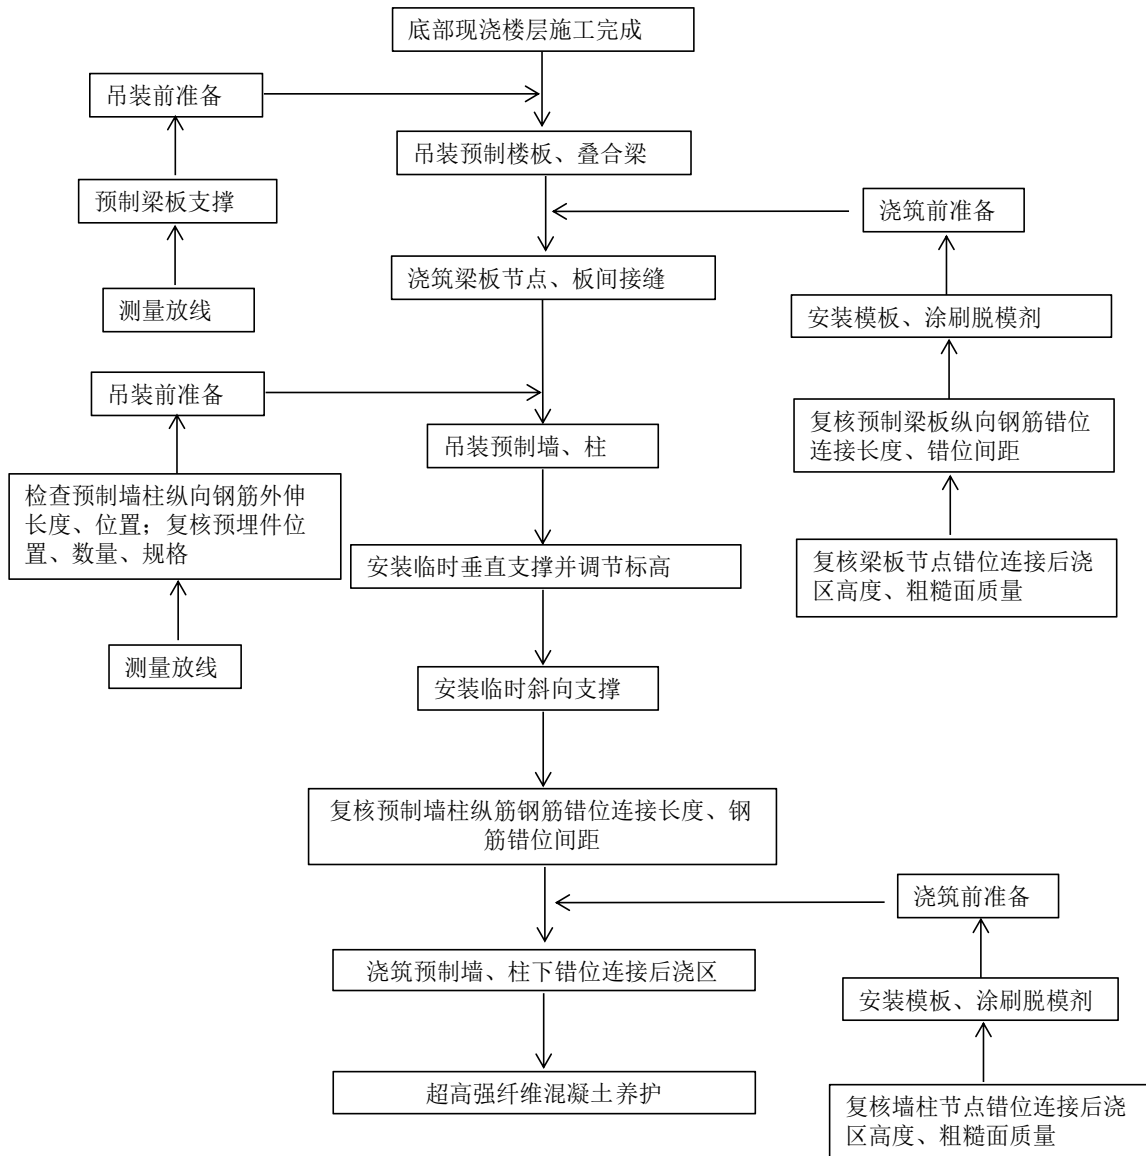 底部现浇楼层施工完成
吊装前准备
吊装预制楼板、叠合梁
预制梁板支撑
浇筑前准备
浇筑梁板节点、板间接缝
测量放线
安装模板、涂刷脱模剂
吊装前准备
复核预制梁板纵向钢筋错位
连接长度、错位间距
吊装预制墙、柱
检查预制墙柱纵向钢筋外伸
长度、位置；复核预埋件位
置、数量、规格
安装临时垂直支撑并调节标高
复核梁板节点错位连接后浇
区高度、粗糙面质量
测量放线
安装临时斜向支撑
复核预制墙柱纵筋钢筋错位连接长度、钢
筋错位间距
浇筑前准备
浇筑预制墙、柱下错位连接后浇区
安装模板、涂刷脱模剂
超高强纤维混凝土养护
复核墙柱节点错位连接后浇
区高度、粗糙面质量